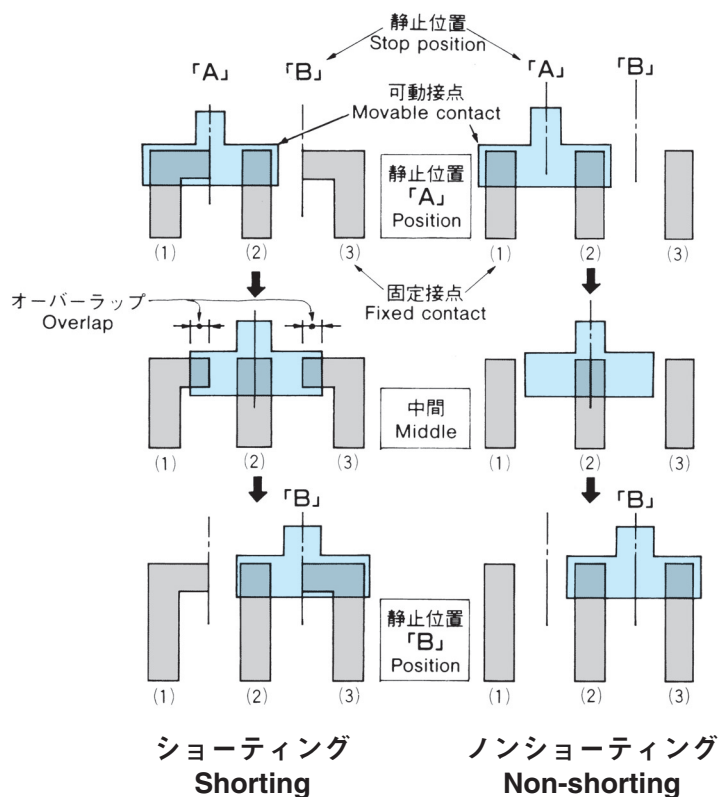 静止位置
Stop position
「A」
「B」
「A」
「B」
可動接点
Movable contact
静止位置
「A」
Position
(1)
(2)
(3)
(1)
(2)
(3)
オーバーラップ
Overlap
固定接点
Fixed contact
中間
Middle
(1)
(2)
(3)
(1)
(2)
(3)
「B」
「B」
静止位置
「B」
Position
(1)
(2)
(3)
(1)
(2)
(3)
ショーティング
Shorting
ノンショーティング
Non-shorting